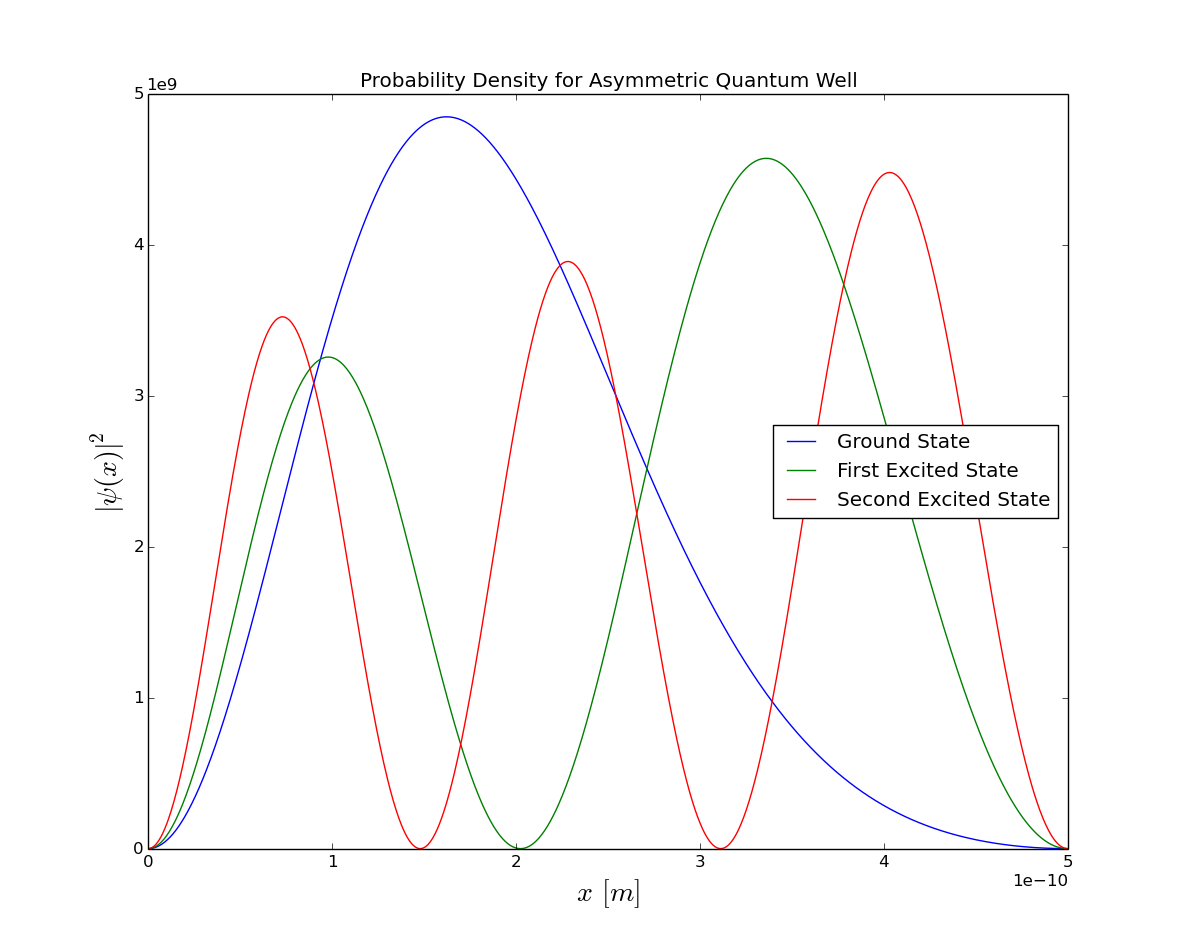 Probability Density for Asymmetric Quantum Well
1e9
5
4
3
2
1
0
|ψ(x)|²
Ground State
First Excited State
Second Excited State
0 1 2 3 4 5
1e−10
x [m]